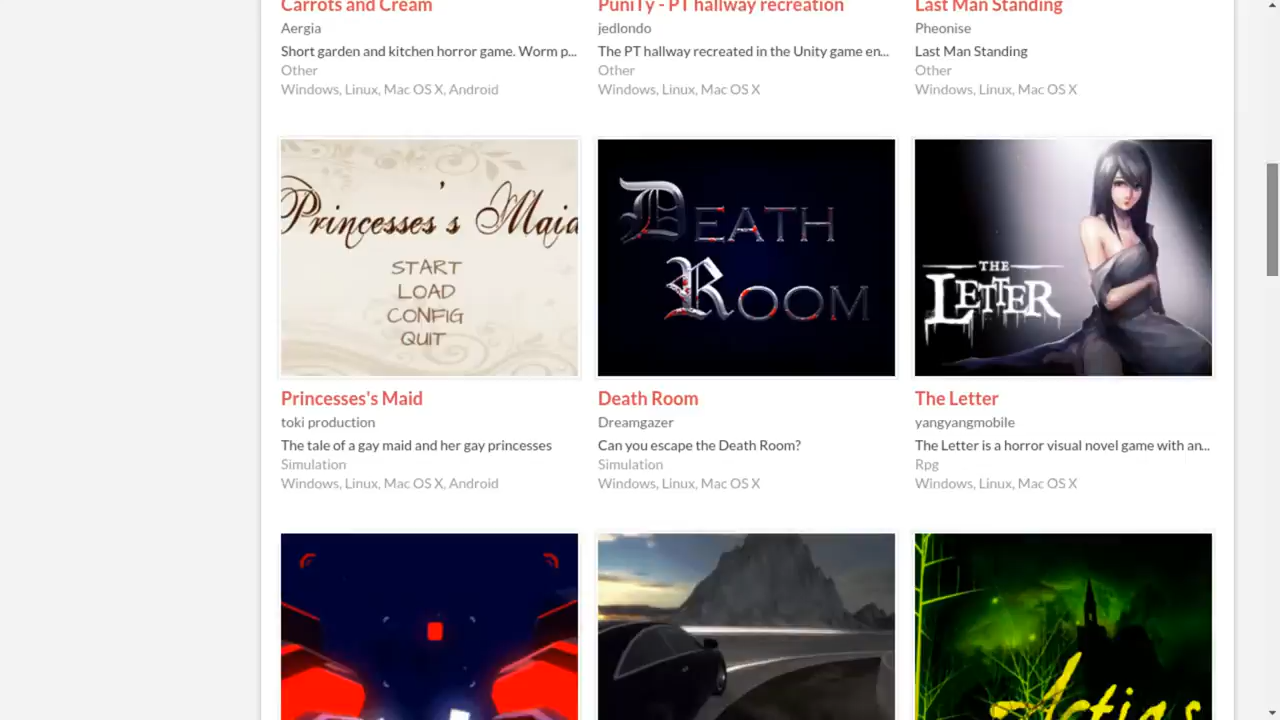 Carrots and Cream
PuniTy - PT hallway recreation
Last Man Standing
Aergia
jedlondo
Pheonise
Short garden and kitchen horror game. Worm p...
The PT hallway recreated in the Unity game en...
Last Man Standing
Other
Other
Other
Windows, Linux, Mac OS X, Android
Windows, Linux, Mac OS X
Windows, Linux, Mac OS X
Princesses's Maid
START
LOAD
CONFIG
QUIT
DEATH
ROOM
THE
LETTER
Princesses's Maid
Death Room
The Letter
toki production
Dreamgazer
yangyangmobile
The tale of a gay maid and her gay princesses
Can you escape the Death Room?
The Letter is a horror visual novel game with an...
Simulation
Simulation
Rpg
Windows, Linux, Mac OS X, Android
Windows, Linux, Mac OS X
Windows, Linux, Mac OS X
Actias